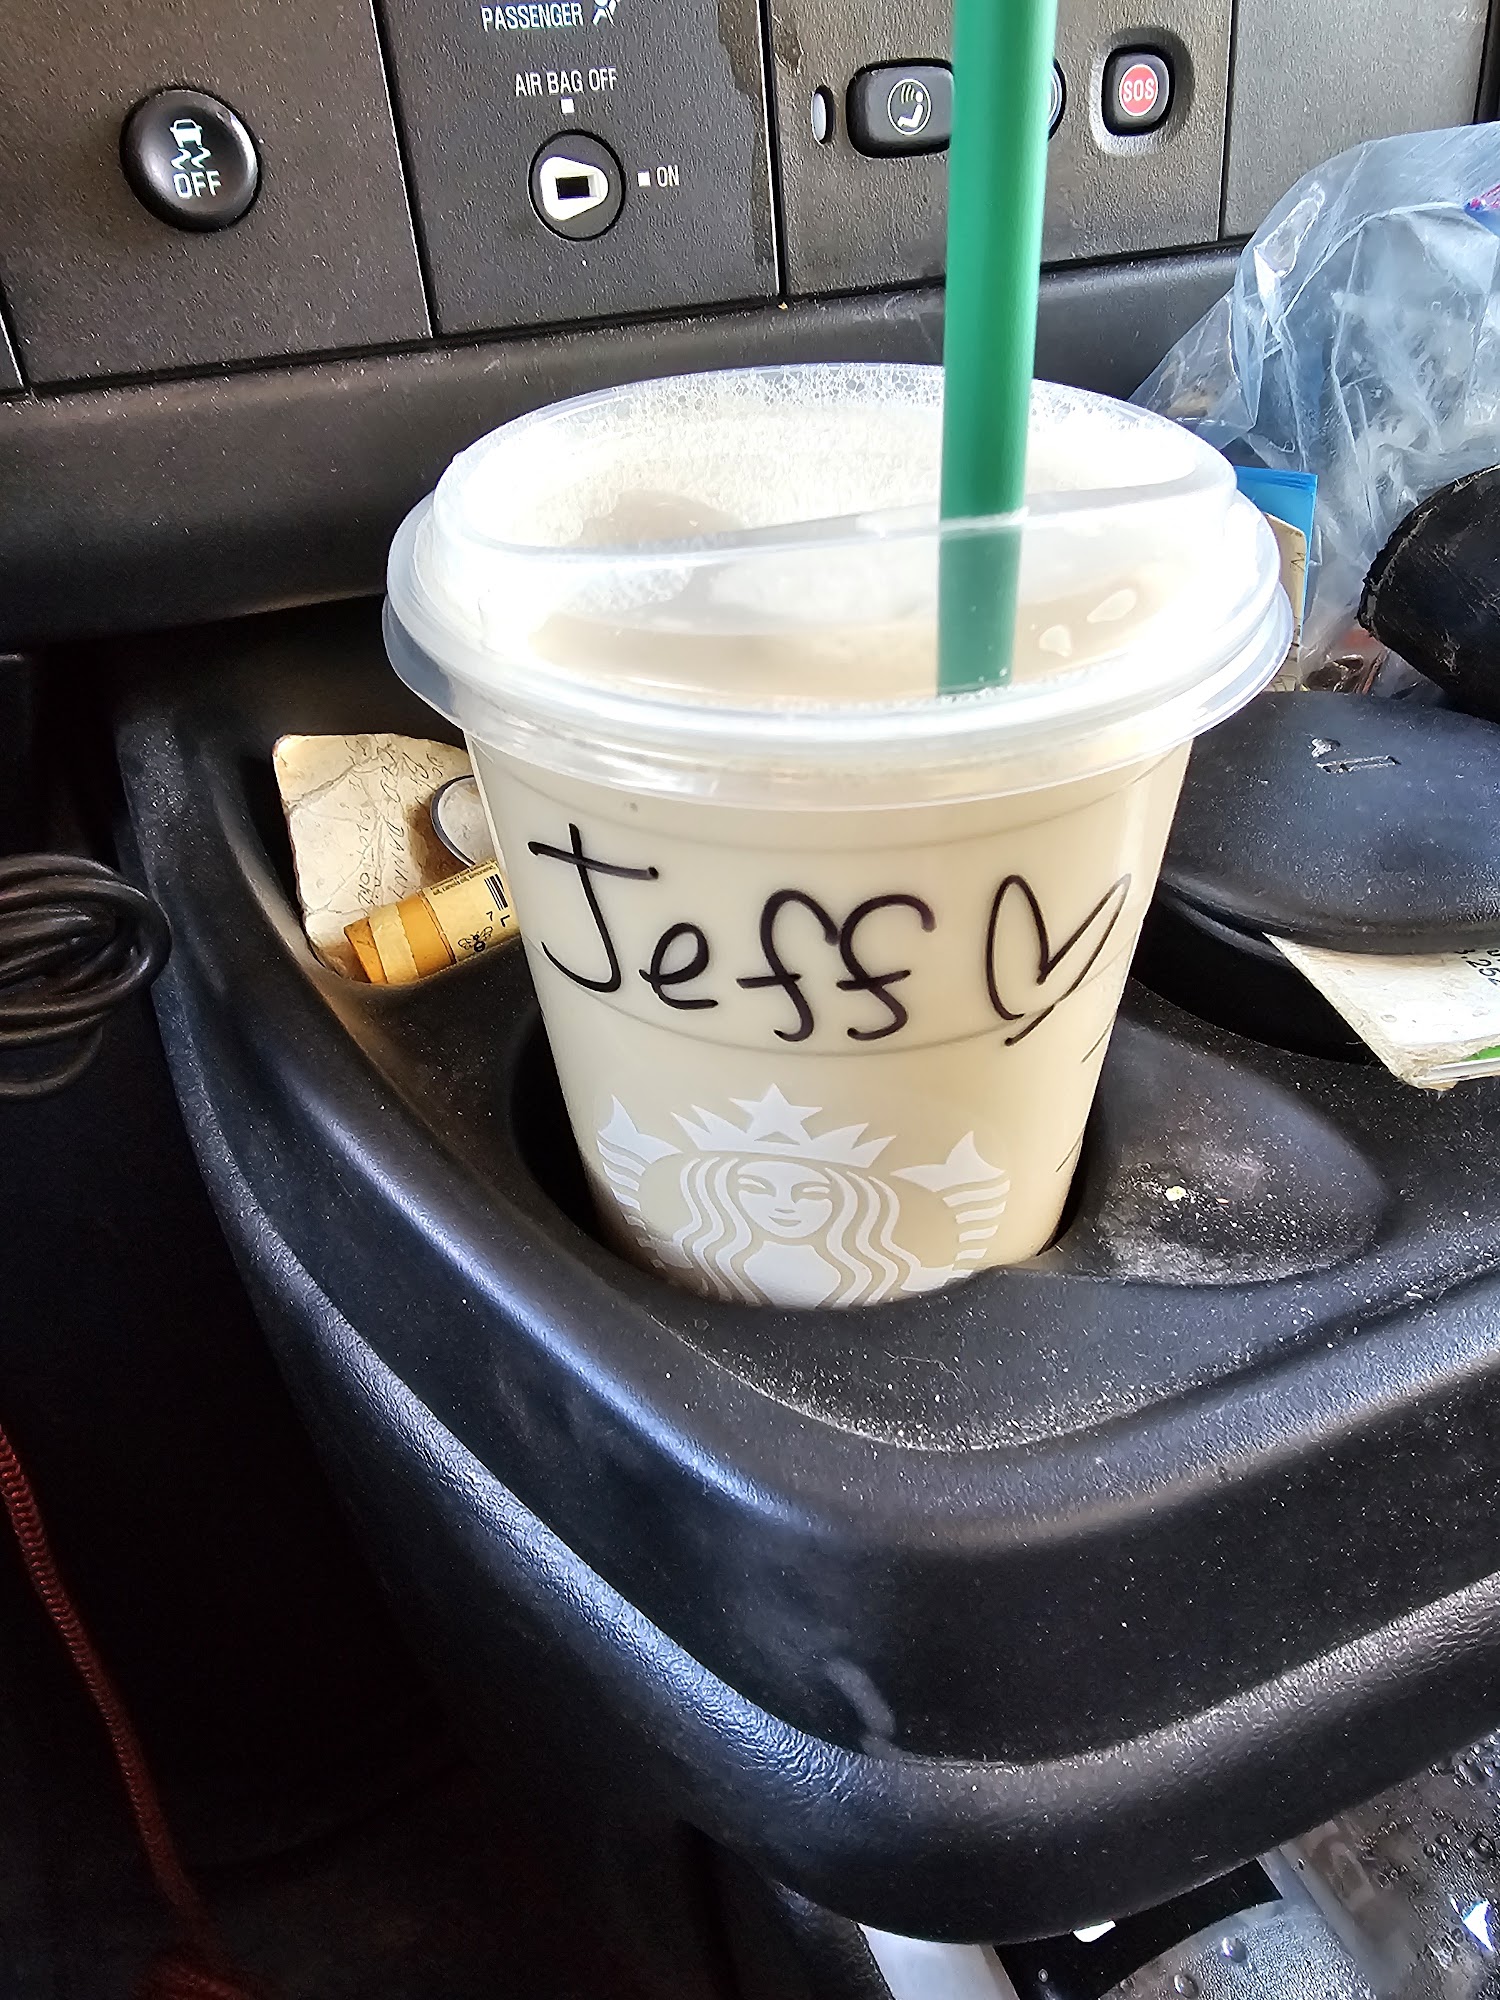 PASSENGER
AIR BAG OFF
ON
OFF
SOS
Jeff